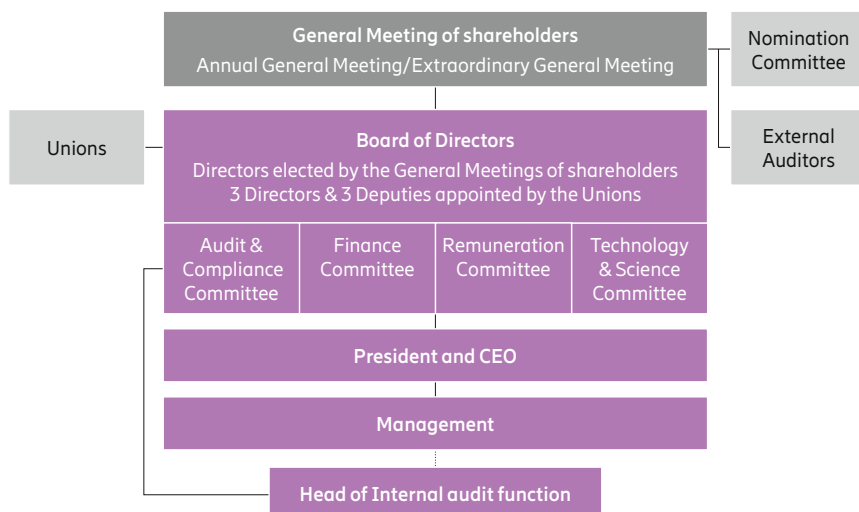 General Meeting of shareholders
Annual General Meeting/Extraordinary General Meeting
Nomination
Committee
Unions
Board of Directors
Directors elected by the General Meetings of shareholders
3 Directors & 3 Deputies appointed by the Unions
External
Auditors
Audit &
Compliance
Committee
Finance
Committee
Remuneration
Committee
Technology
& Science
Committee
President and CEO
Management
Head of Internal audit function